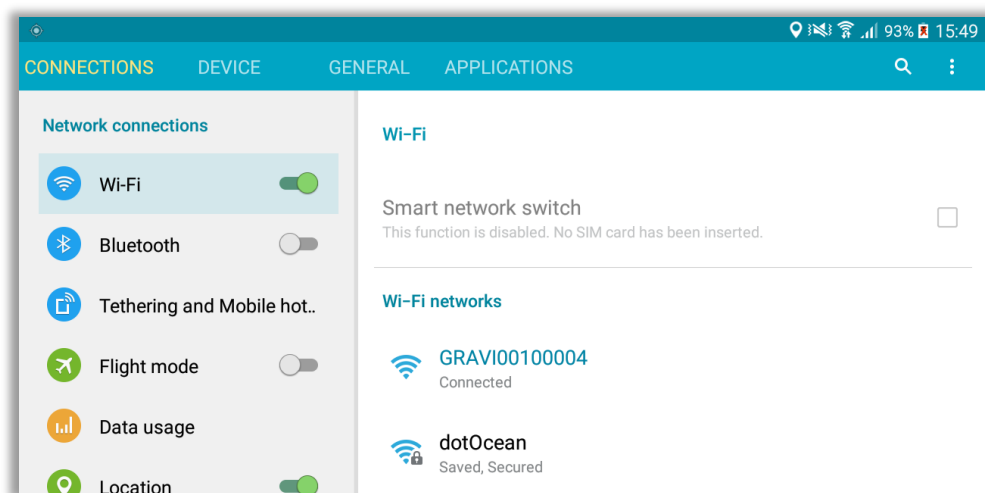 93% 15:49
CONNECTIONS DEVICE GENERAL APPLICATIONS
Network connections
Wi-Fi
Bluetooth
Tethering and Mobile hot..
Flight mode
Data usage
Location
Wi-Fi
Smart network switch
This function is disabled. No SIM card has been inserted.
Wi-Fi networks
GRAVI00100004
Connected
dotOcean
Saved, Secured